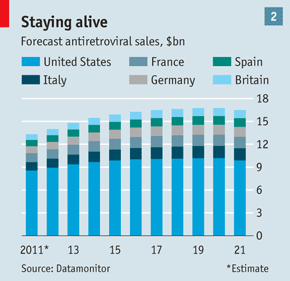 Staying alive
2
Forecast antiretroviral sales, $bn
United States France Spain
Italy Germany Britain
18
15
12
9
6
3
0
2011* 13 15 17 19 21
Source: Datamonitor *Estimate